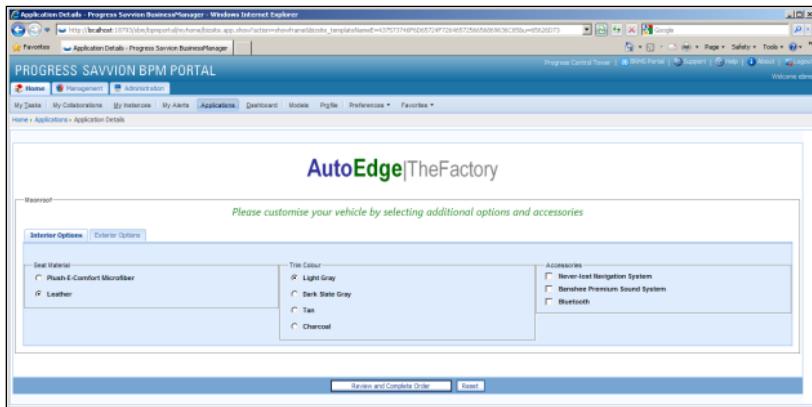 Application Details - Progress Savvion BusinessManager - Windows Internet Explorer
Google
Favorites Application Details - Progress Savvion BusinessManager Page Safety Tools
PROGRESS SAVVION BPM PORTAL
Progress Control Tower | BRMS Portal | Support | Help | About | Logout
Welcome
Home Management Administration
My Tasks My Collaborations My Instances My Alerts Applications Dashboard Models Profile Preferences Favorites
Home > Applications > Application Details
AutoEdge|TheFactory
Moonroof
Please customise your vehicle by selecting additional options and accessories
Interior Options Exterior Options
Seat Material
Plush-E-Comfort Microfiber
Leather
Trim Colour
Light Gray
Dark Slate Gray
Tan
Charcoal
Accessories
Never-lost Navigation System
Banshee Premium Sound System
Bluetooth
Review and Complete Order Reset